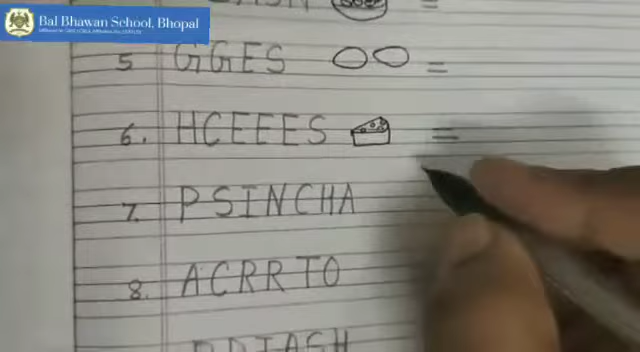 Bal Bhawan School, Bhopal
=
5 GGES =
6. HCEEES =
7. PSINCHA
8. ACRRTO